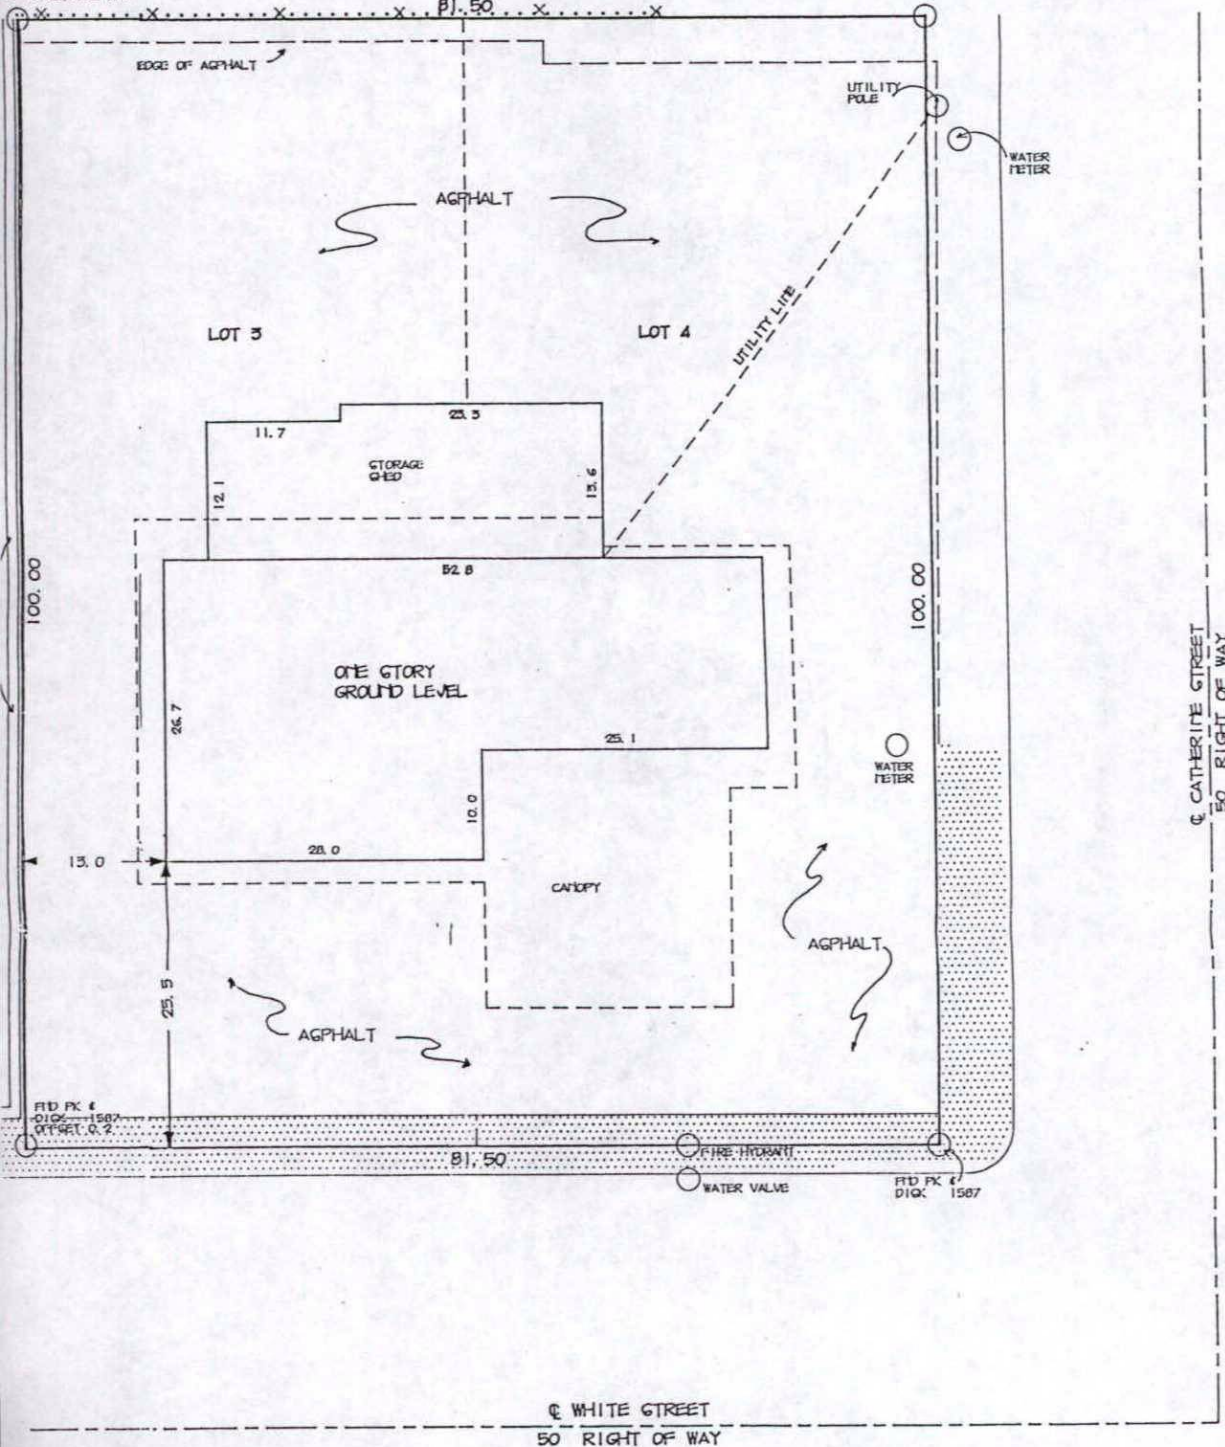 81.50
EDGE OF ASPHALT
UTILITY
POLE
WATER
METER
ASPHALT
LOT 3
LOT 4
UTILITY LINE
11.7
23.3
STORAGE
SHED
12.1
13.6
52.8
100.00
100.00
ONE STORY
GROUND LEVEL
26.7
25.1
WATER
METER
10.0
28.0
13.0
CANOPY
ASPHALT
25.5
ASPHALT
FND PK &
DISK 1587
OFFSET 0.2
81.50
FIRE HYDRANT
WATER VALVE
FND PK &
DISK 1587
℄ CATHERINE STREET
50 RIGHT OF WAY
℄ WHITE STREET
50 RIGHT OF WAY